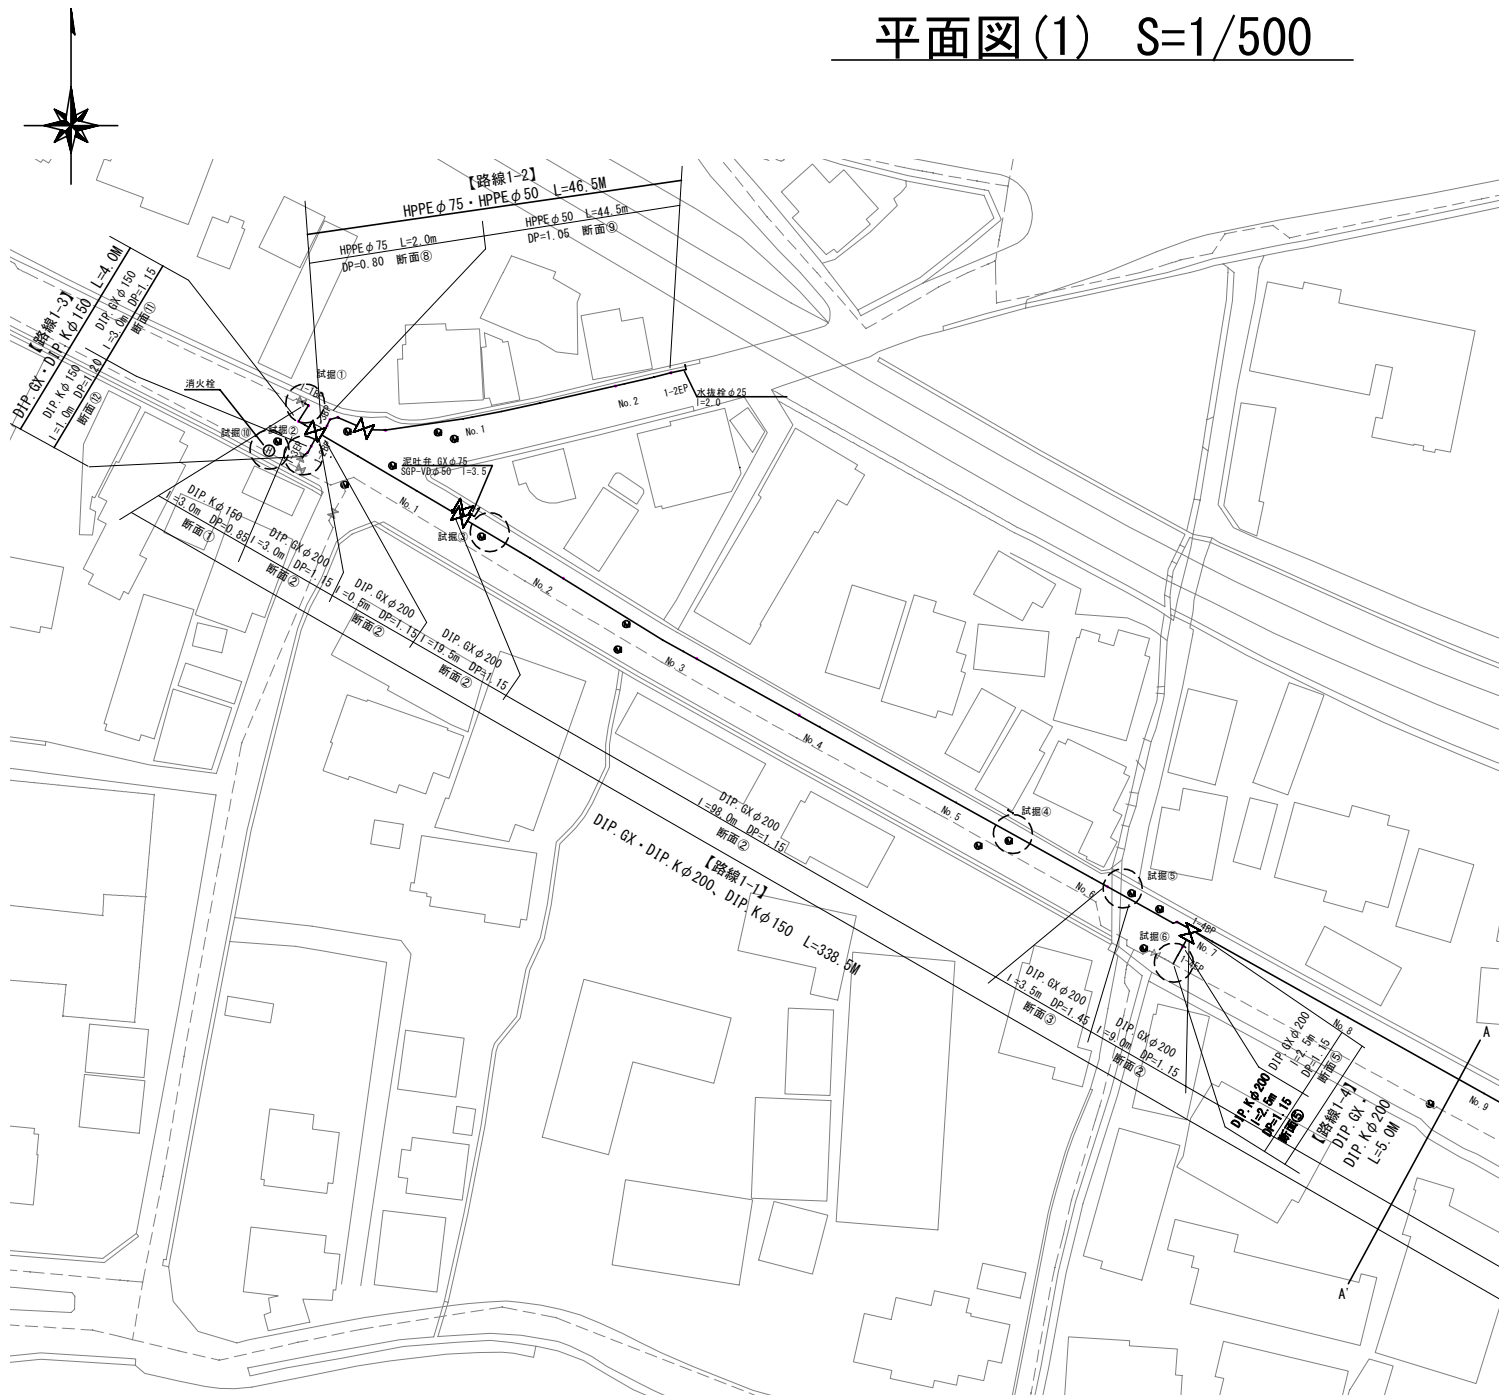 平面図(1) S=1/500
【路線1-2】
HPPEφ75・HPPEφ50 L=46.5M
HPPEφ75 L=2.0m
DP=0.80 断面⑧
HPPEφ50 L=44.5m
DP=1.05 断面⑨
【路線1-3】
DIP.GX・DIP.Kφ150 L=4.0M
DIP.GXφ150
l=3.0m DP=1.15
断面⑪
DIP.Kφ150
l=1.0m DP=1.20
断面⑫
消火栓
試掘①
試掘⑩
試掘②
1-1BP
No.1
No.2
1-2EP
水抜栓φ25
l=2.0
泥吐弁 GXφ75
SGP-VDφ50 l=3.5
試掘③
No.1
No.2
No.3
No.4
No.5
No.6
No.7
No.8
No.9
DIP.Kφ150
l=3.0m DP=0.85
断面①
DIP.GXφ200
l=3.0m DP=1.15
断面②
DIP.GXφ200
l=0.5m DP=1.15
断面②
DIP.GXφ200
l=19.5m DP=1.15
断面②
DIP.GXφ200
l=98.0m DP=1.15
断面②
【路線1-1】
DIP.GX・DIP.Kφ200、DIP.Kφ150 L=338.5M
試掘④
試掘⑤
試掘⑥
1-4BP
1-4EP
DIP.GXφ200
l=3.5m DP=1.45
断面③
DIP.GXφ200
l=9.0m DP=1.15
断面②
DIP.GXφ200
l=2.5m
DP=1.15
断面⑤
DIP.Kφ200
l=2.5m
DP=1.15
断面⑤
【路線1-4】
DIP.GX・
DIP.Kφ200
L=5.0M
A
A'